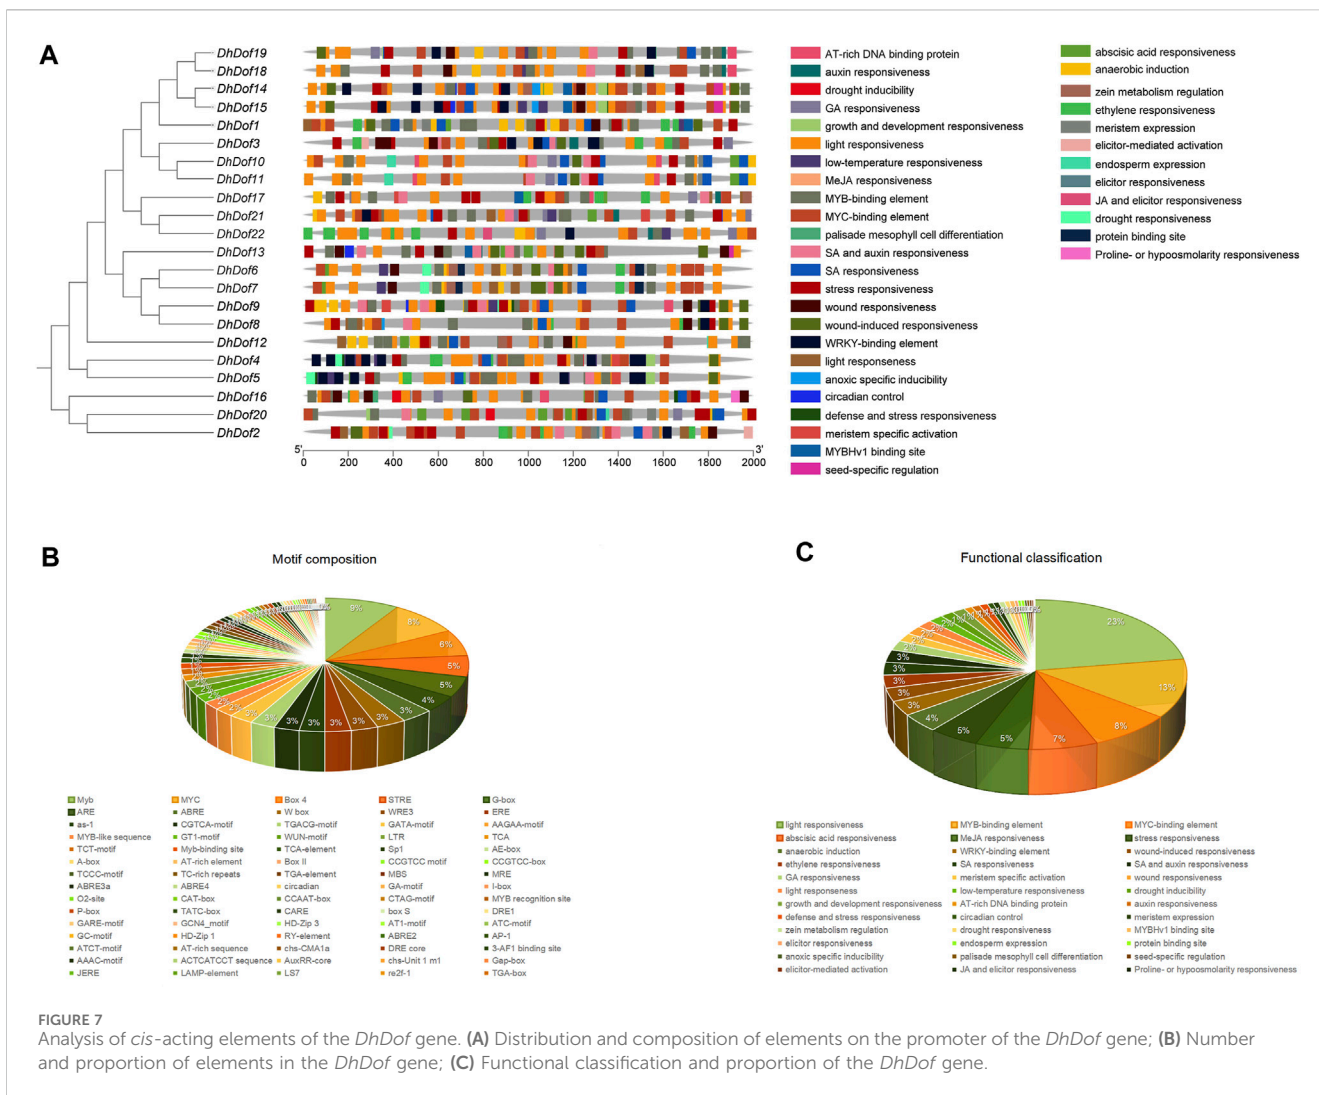 A
DhDof19
DhDof18
DhDof14
DhDof15
DhDof1
DhDof3
DhDof10
DhDof11
DhDof17
DhDof21
DhDof22
DhDof13
DhDof6
DhDof7
DhDof9
DhDof8
DhDof12
DhDof4
DhDof5
DhDof16
DhDof20
DhDof2
5' 3'
0 200 400 600 800 1000 1200 1400 1600 1800 2000
AT-rich DNA binding protein
auxin responsiveness
drought inducibility
GA responsiveness
growth and development responsiveness
light responsiveness
low-temperature responsiveness
MeJA responsiveness
MYB-binding element
MYC-binding element
palisade mesophyll cell differentiation
SA and auxin responsiveness
SA responsiveness
stress responsiveness
wound responsiveness
wound-induced responsiveness
WRKY-binding element
light responseness
anoxic specific inducibility
circadian control
defense and stress responsiveness
meristem specific activation
MYBHv1 binding site
seed-specific regulation
abscisic acid responsiveness
anaerobic induction
zein metabolism regulation
ethylene responsiveness
meristem expression
elicitor-mediated activation
endosperm expression
elicitor responsiveness
JA and elicitor responsiveness
drought responsiveness
protein binding site
Proline- or hypoosmolarity responsiveness
B
Motif composition
9%
8%
6%
5%
5%
4%
3%
3%
3%
3%
3%
3%
3%
3%
2%
2%
Myb MYC Box 4 STRE G-box
ARE ABRE W box WRE3 ERE
as-1 CGTCA-motif TGACG-motif GATA-motif AAGAA-motif
MYB-like sequence GT1-motif WUN-motif LTR TCA
TCT-motif Myb-binding site TCA-element Sp1 AE-box
A-box AT-rich element Box II CCGTCC motif CCGTCC-box
TCCC-motif TC-rich repeats TGA-element MBS MRE
ABRE3a ABRE4 circadian GA-motif I-box
O2-site CAT-box CCAAT-box CTAG-motif MYB recognition site
P-box TATC-box CARE box S DRE1
GARE-motif GCN4_motif HD-Zip 3 AT1-motif ATC-motif
GC-motif HD-Zip 1 RY-element ABRE2 AP-1
ATCT-motif AT-rich sequence chs-CMA1a DRE core 3-AF1 binding site
AAAC-motif ACTCATCCT sequence AuxRR-core chs-Unit 1 m1 Gap-box
JERE LAMP-element LS7 re2f-1 TGA-box
C
Functional classification
23%
13%
8%
7%
5%
5%
4%
3%
3%
3%
3%
3%
2%
2%
2%
2%
light responsiveness MYB-binding element MYC-binding element
abscisic acid responsiveness MeJA responsiveness stress responsiveness
anaerobic induction WRKY-binding element wound-induced responsiveness
ethylene responsiveness SA responsiveness SA and auxin responsiveness
GA responsiveness meristem specific activation wound responsiveness
light responseness low-temperature responsiveness drought inducibility
growth and development responsiveness AT-rich DNA binding protein auxin responsiveness
defense and stress responsiveness circadian control meristem expression
zein metabolism regulation drought responsiveness MYBHv1 binding site
elicitor responsiveness endosperm expression protein binding site
anoxic specific inducibility palisade mesophyll cell differentiation seed-specific regulation
elicitor-mediated activation JA and elicitor responsiveness Proline- or hypoosmolarity responsiveness
FIGURE 7
Analysis of cis-acting elements of the DhDof gene. (A) Distribution and composition of elements on the promoter of the DhDof gene; (B) Number
and proportion of elements in the DhDof gene; (C) Functional classification and proportion of the DhDof gene.